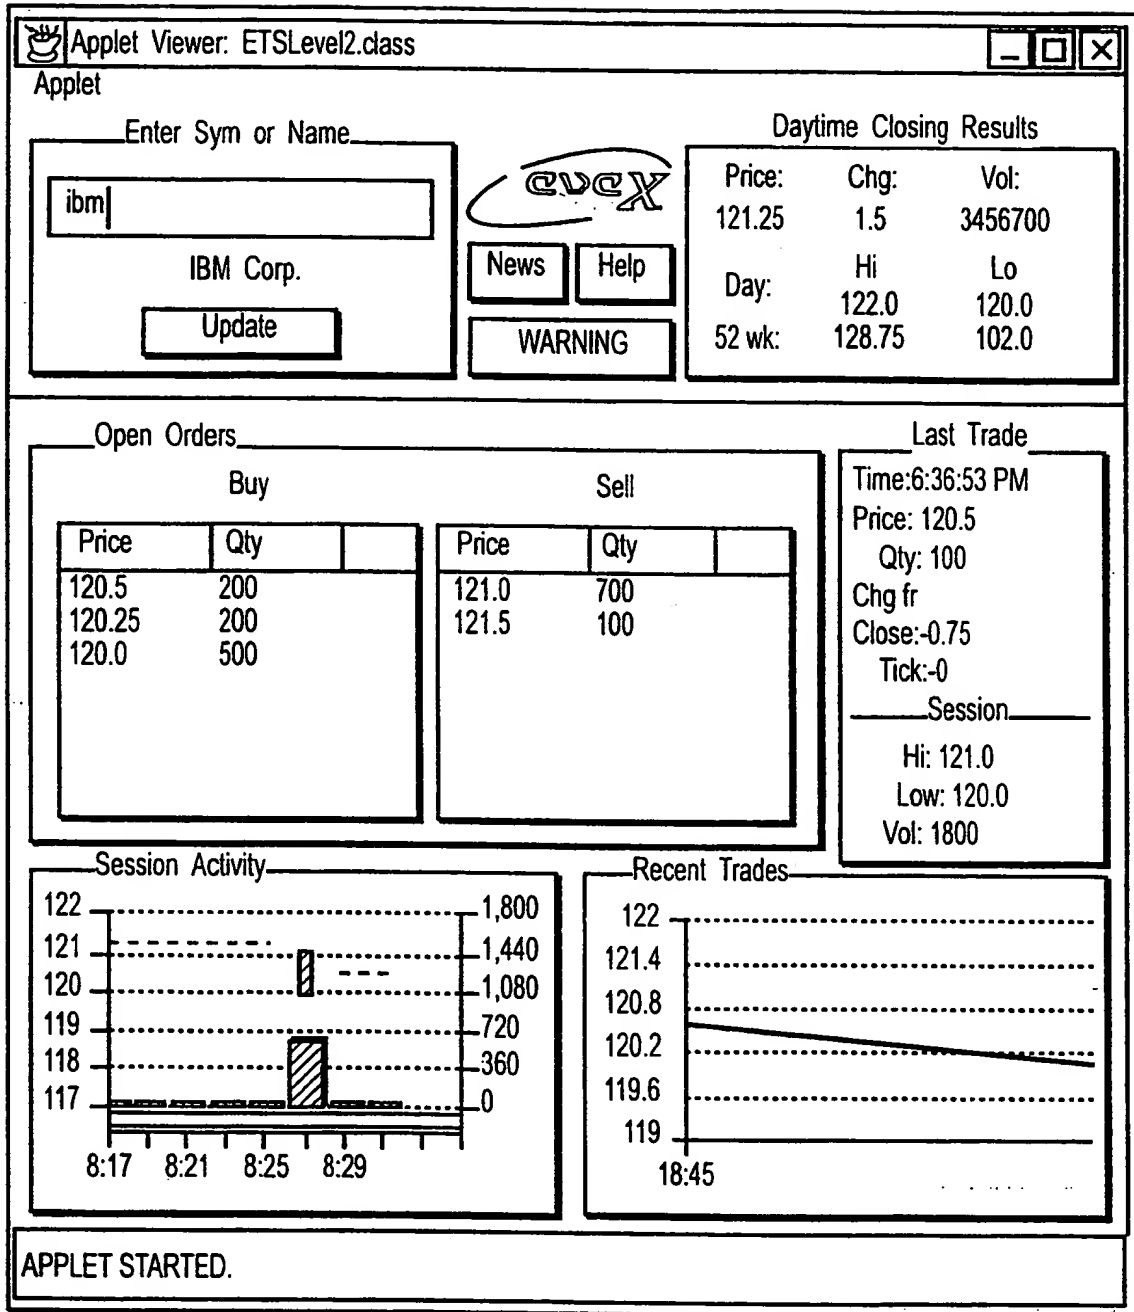 Applet Viewer: ETSLevel2.class
Applet
Enter Sym or Name
ibm
IBM Corp.
Update
eveX
News Help
WARNING
Daytime Closing Results
Price: Chg: Vol:
121.25 1.5 3456700
Hi Lo
Day: 122.0 120.0
52 wk: 128.75 102.0
Open Orders
Buy
Price Qty
120.5 200
120.25 200
120.0 500
Sell
Price Qty
121.0 700
121.5 100
Last Trade
Time:6:36:53 PM
Price: 120.5
Qty: 100
Chg fr
Close:-0.75
Tick:-0
Session
Hi: 121.0
Low: 120.0
Vol: 1800
Session Activity
122 1,800
121 1,440
120 1,080
119 720
118 360
117 0
8:17 8:21 8:25 8:29
Recent Trades
122
121.4
120.8
120.2
119.6
119
18:45
APPLET STARTED.